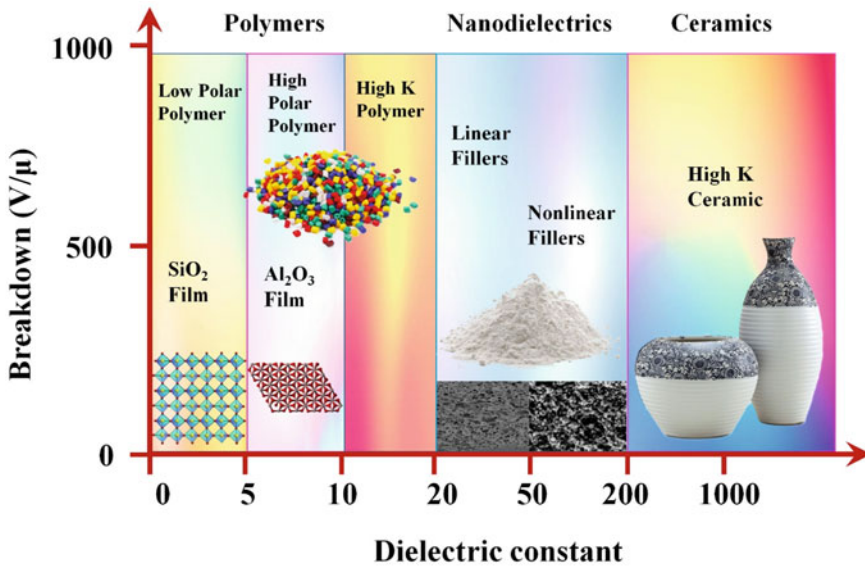 Polymers
Nanodielectrics
Ceramics
1000
500
0
Breakdown (V/μ)
Low Polar
Polymer
High
Polar
Polymer
High K
Polymer
Linear
Fillers
Nonlinear
Fillers
High K
Ceramic
SiO₂
Film
Al₂O₃
Film
0 5 10 20 50 200 1000
Dielectric constant